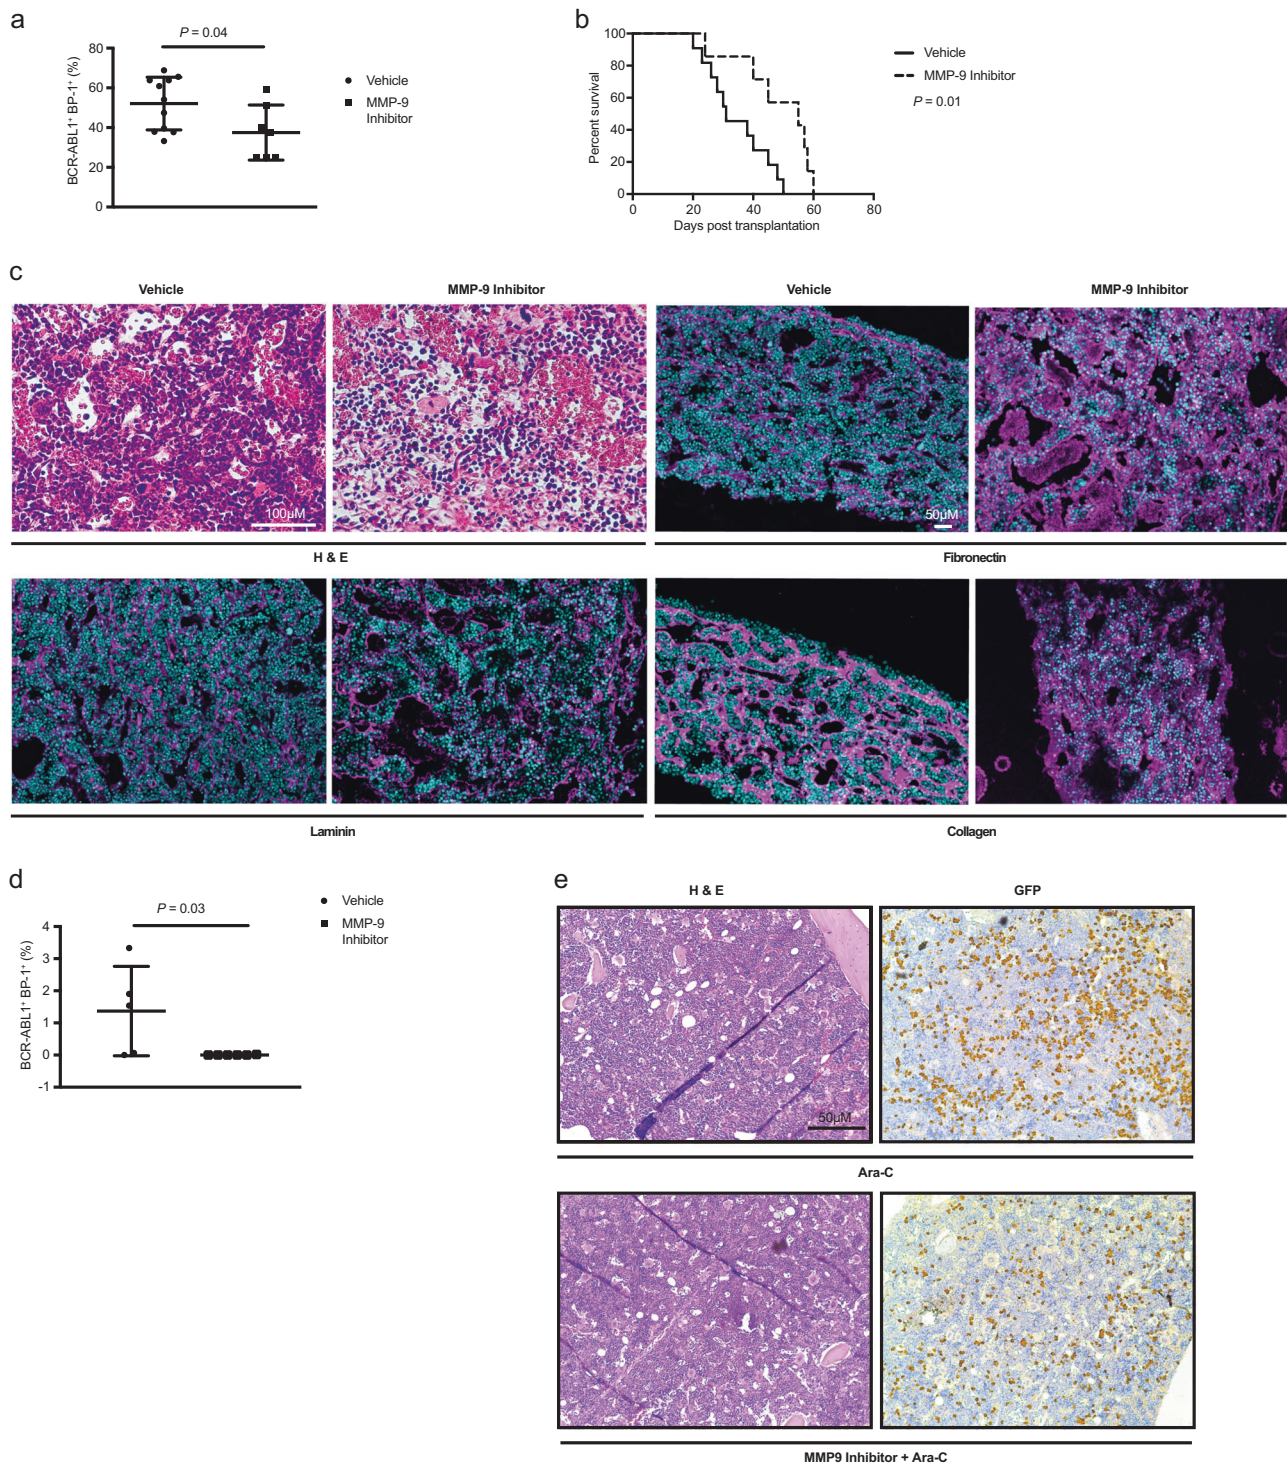 a
P = 0.04
80
60
40
20
0
BCR-ABL1⁺ BP-1⁺ (%)
Vehicle
MMP-9
Inhibitor
b
100
80
60
40
20
0
Percent survival
0 20 40 60 80
Days post transplantation
Vehicle
MMP-9 Inhibitor
P = 0.01
c
Vehicle MMP-9 Inhibitor Vehicle MMP-9 Inhibitor
100µM
50µM
H & E
Fibronectin
Laminin
Collagen
d
P = 0.03
4
3
2
1
0
-1
BCR-ABL1⁺ BP-1⁺ (%)
Vehicle
MMP-9
Inhibitor
e
H & E GFP
50µM
Ara-C
MMP9 Inhibitor + Ara-C